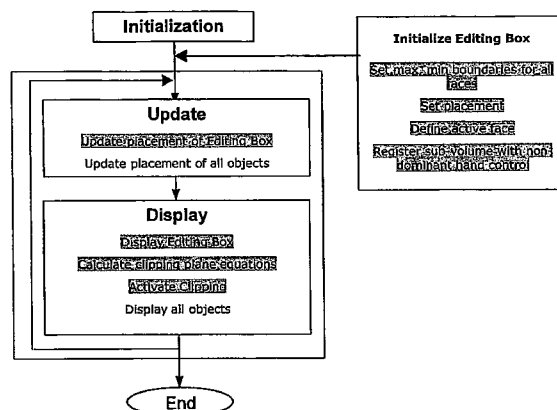 Initialization
Initialize Editing Box
Set max, min boundaries for all
faces
Set placement
Define active face
Register sub-volume with non-
dominant hand control
Update
Update placement of Editing Box
Update placement of all objects
Display
Display Editing Box
Calculate clipping plane equations
Activate Clipping
Display all objects
End